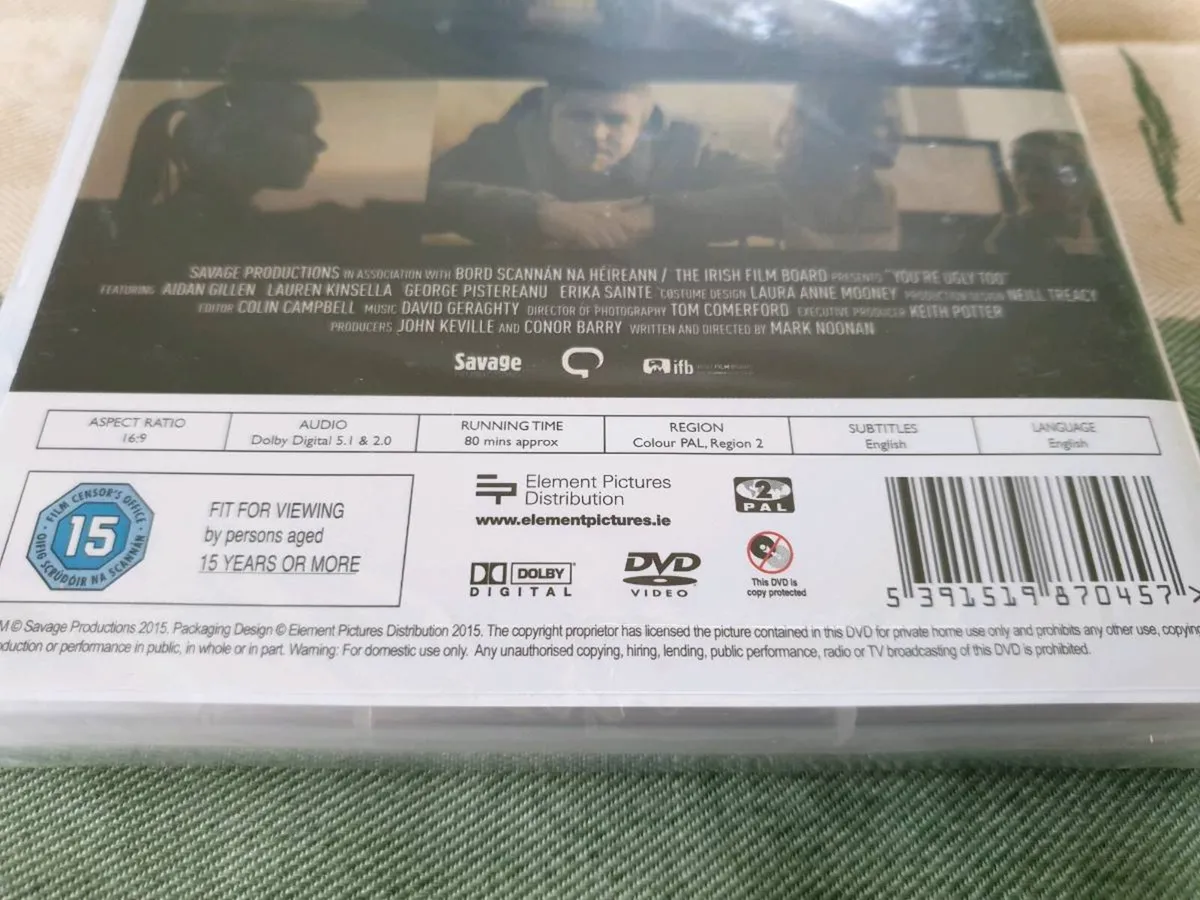 SAVAGE PRODUCTIONS IN ASSOCIATION WITH BORD SCANNÁN NA HÉIREANN / THE IRISH FILM BOARD PRESENTS "YOU'RE UGLY TOO"
FEATURING AIDAN GILLEN LAUREN KINSELLA GEORGE PISTEREANU ERIKA SAINTE COSTUME DESIGN LAURA ANNE MOONEY PRODUCTION DESIGN NEILL TREACY
EDITOR COLIN CAMPBELL MUSIC DAVID GERAGHTY DIRECTOR OF PHOTOGRAPHY TOM COMERFORD EXECUTIVE PRODUCER KEITH POTTER
PRODUCERS JOHN KEVILLE AND CONOR BARRY WRITTEN AND DIRECTED BY MARK NOONAN
Savage
ifb
ASPECT RATIO
16:9
AUDIO
Dolby Digital 5.1 & 2.0
RUNNING TIME
80 mins approx
REGION
Colour PAL, Region 2
SUBTITLES
English
LANGUAGE
English
FILM CENSOR'S OFFICE
15
OIFIG SCRÚDÓIR NA SCANNÁN
FIT FOR VIEWING
by persons aged
15 YEARS OR MORE
Element Pictures
Distribution
www.elementpictures.ie
DOLBY
DIGITAL
DVD
VIDEO
2
PAL
This DVD is
copy protected
5 391519 870457 >
M © Savage Productions 2015. Packaging Design © Element Pictures Distribution 2015. The copyright proprietor has licensed the picture contained in this DVD for private home use only and prohibits any other use, copying
oduction or performance in public, in whole or in part. Warning: For domestic use only. Any unauthorised copying, hiring, lending, public performance, radio or TV broadcasting of this DVD is prohibited.